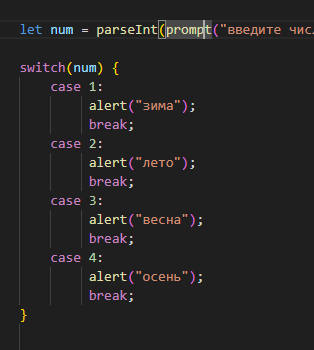 let num = parseInt(prompt("введите чис
switch(num) {
case 1:
alert("зима");
break;
case 2:
alert("лето");
break;
case 3:
alert("весна");
break;
case 4:
alert("осень");
break;
}